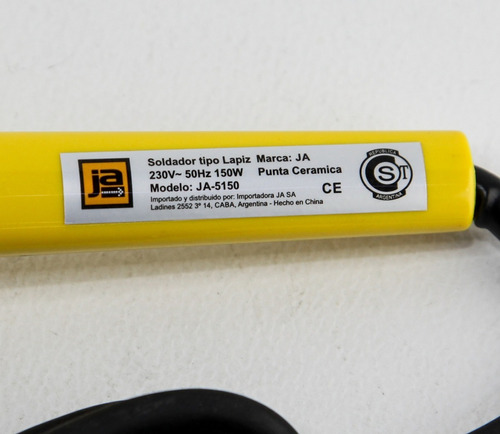 ja
Soldador tipo Lapiz Marca: JA
230V~ 50Hz 150W Punta Ceramica
Modelo: JA-5150
CE
Importado y distribuido por: Importadora JA SA
Ladines 2552 3º 14, CABA, Argentina - Hecho en China
REPUBLICA
S T
ARGENTINA